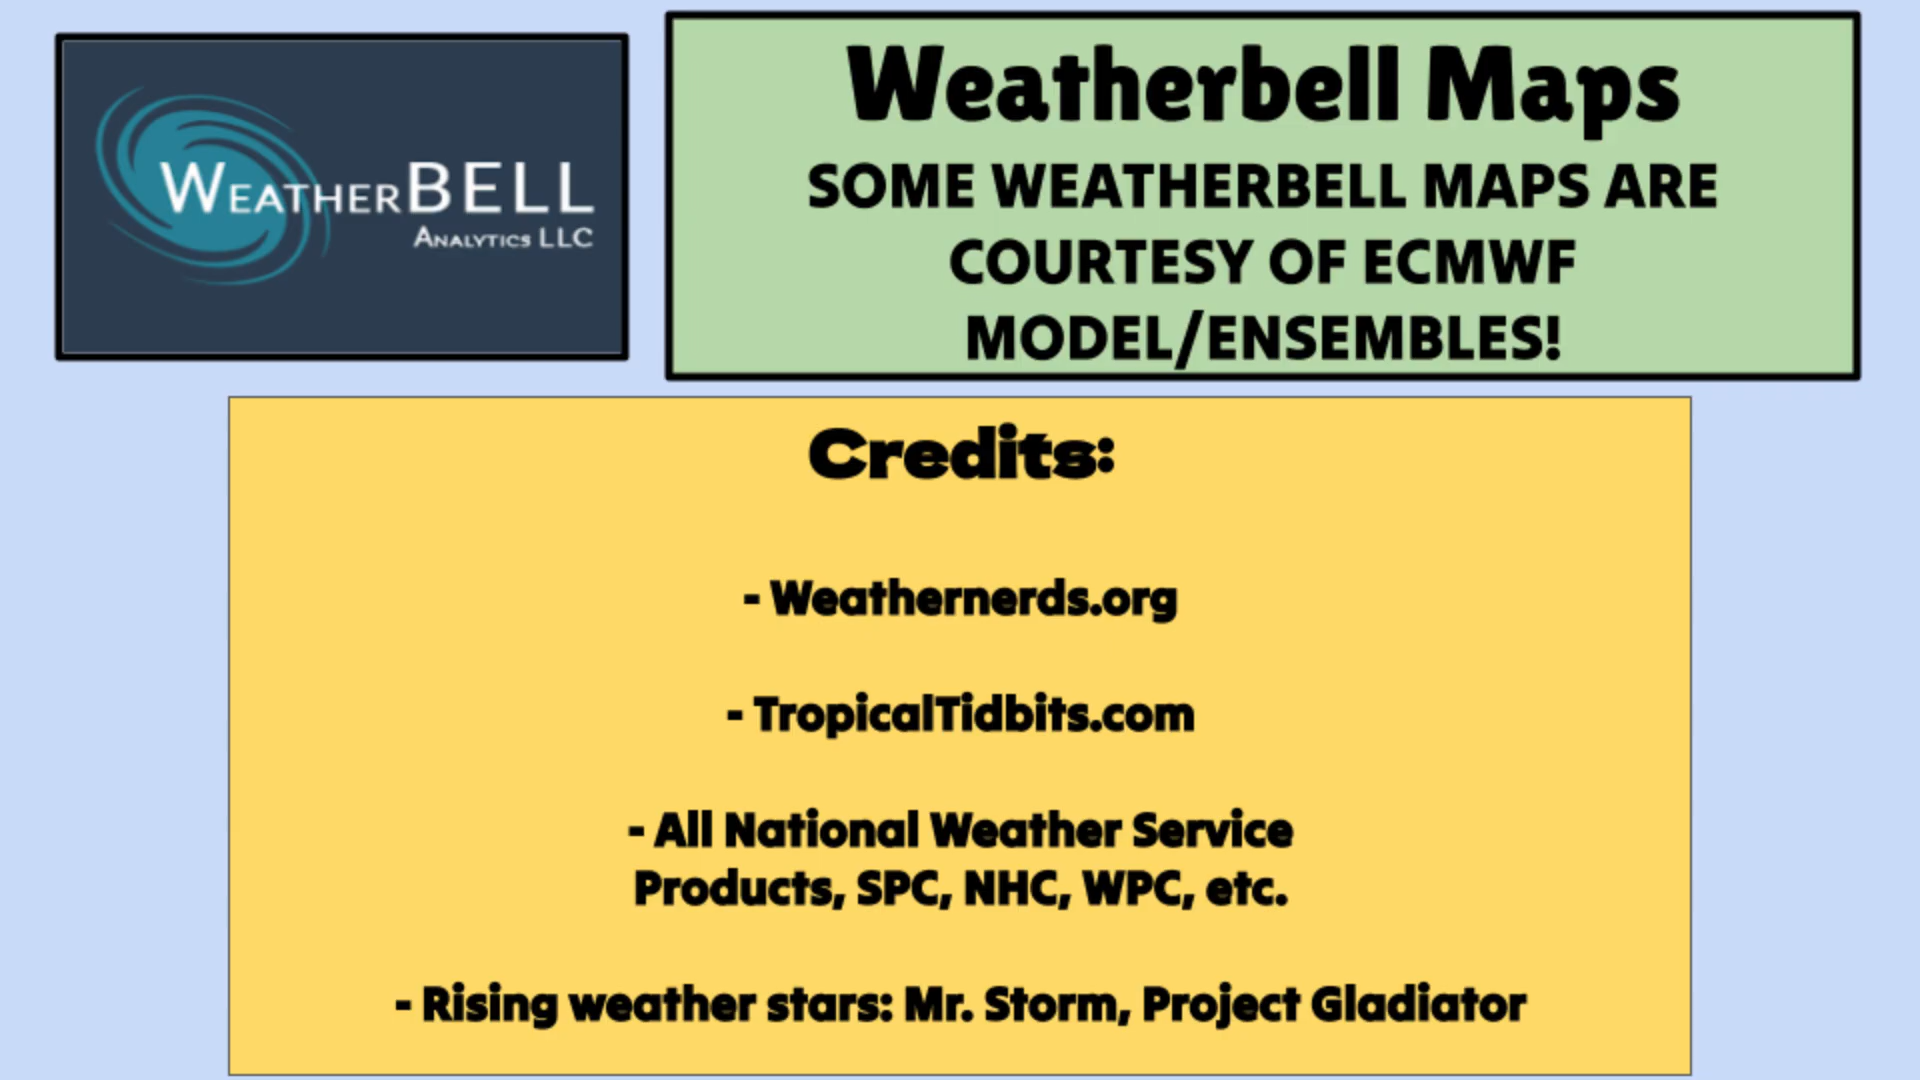 WEATHERBELL
ANALYTICS LLC
Weatherbell Maps
SOME WEATHERBELL MAPS ARE
COURTESY OF ECMWF
MODEL/ENSEMBLES!
Credits:
- Weathernerds.org
- TropicalTidbits.com
- All National Weather Service
Products, SPC, NHC, WPC, etc.
- Rising weather stars: Mr. Storm, Project Gladiator